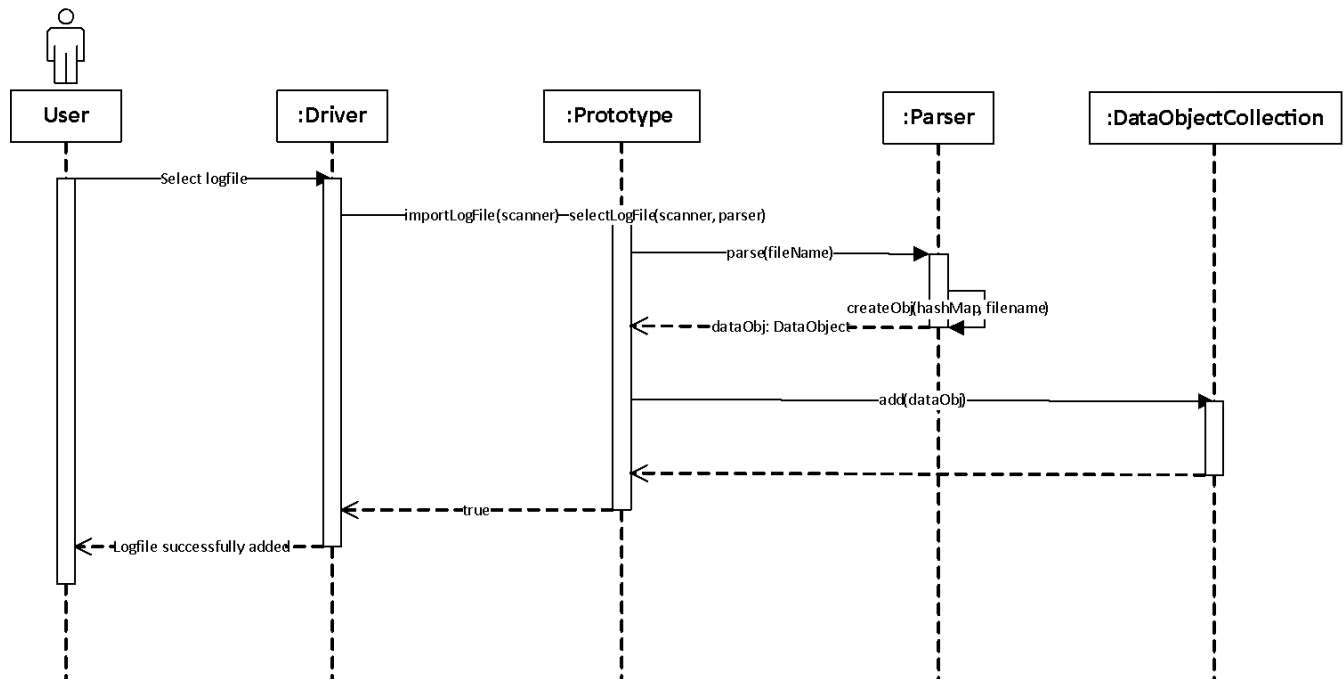 User
:Driver
:Prototype
:Parser
:DataObjectCollection
Select logfile
importLogFile(scanner)
selectLogFile(scanner, parser)
parse(fileName)
createObj(hashMap, filename)
dataObj: DataObject
add(dataObj)
true
Logfile successfully added